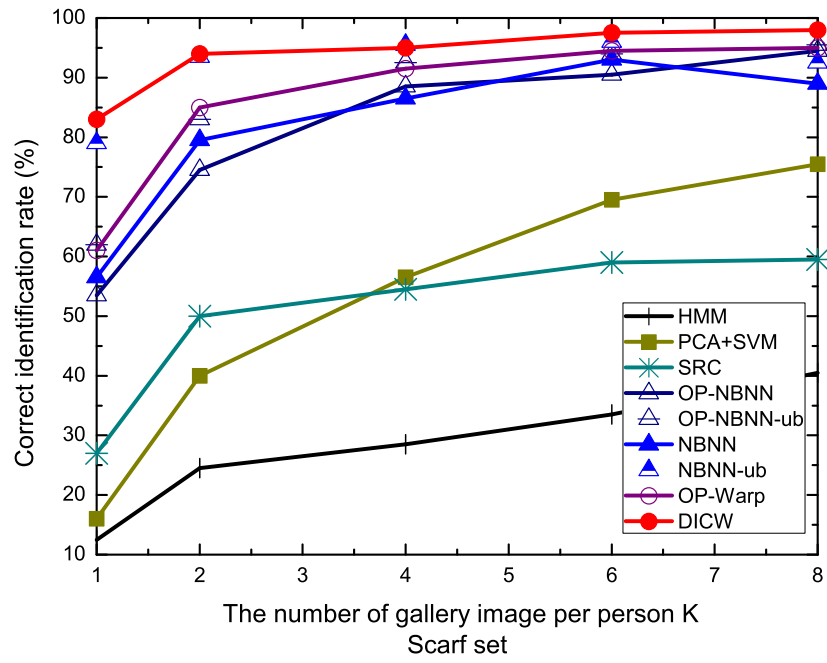 Correct identification rate (%)
100
90
80
70
60
50
40
30
20
10
1
2
3
4
5
6
7
8
HMM
PCA+SVM
SRC
OP-NBNN
OP-NBNN-ub
NBNN
NBNN-ub
OP-Warp
DICW
The number of gallery image per person K
Scarf set